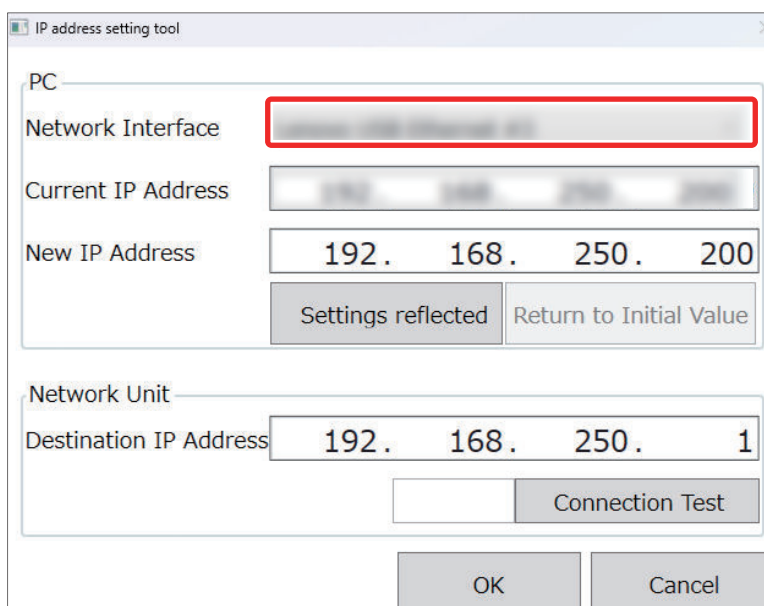 IP address setting tool
PC
Network Interface
Current IP Address
New IP Address 192. 168. 250. 200
Settings reflected Return to Initial Value
Network Unit
Destination IP Address 192. 168. 250. 1
Connection Test
OK Cancel